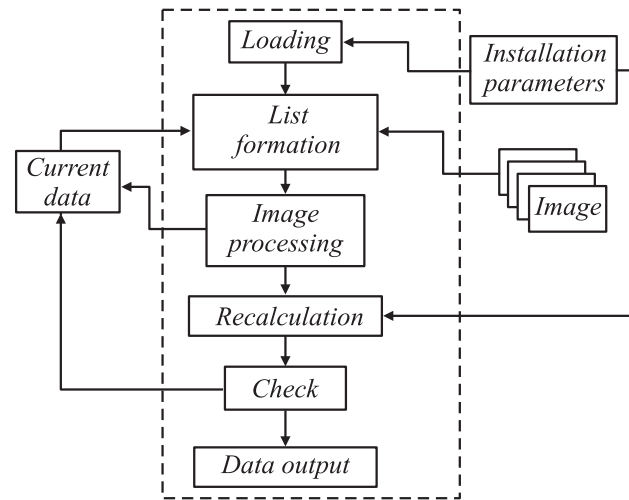 Loading
Installation
parameters
List
formation
Current
data
Image
processing
Image
Recalculation
Check
Data output